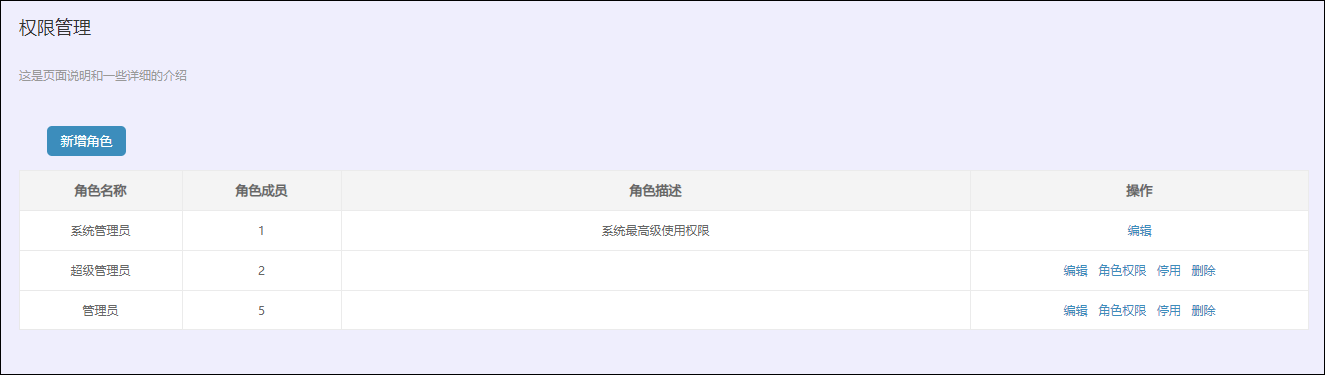 权限管理
这是页面说明和一些详细的介绍
新增角色
角色名称 角色成员 角色描述 操作
系统管理员 1 系统最高级使用权限 编辑
超级管理员 2 编辑 角色权限 停用 删除
管理员 5 编辑 角色权限 停用 删除